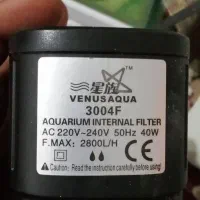 星族
VENUSAQUA
3004F
AQUARIUM INTERNAL FILTER
AC 220V~240V 50Hz 40W
F.MAX: 2800L/H
CE
Read the instruction carefully before using!